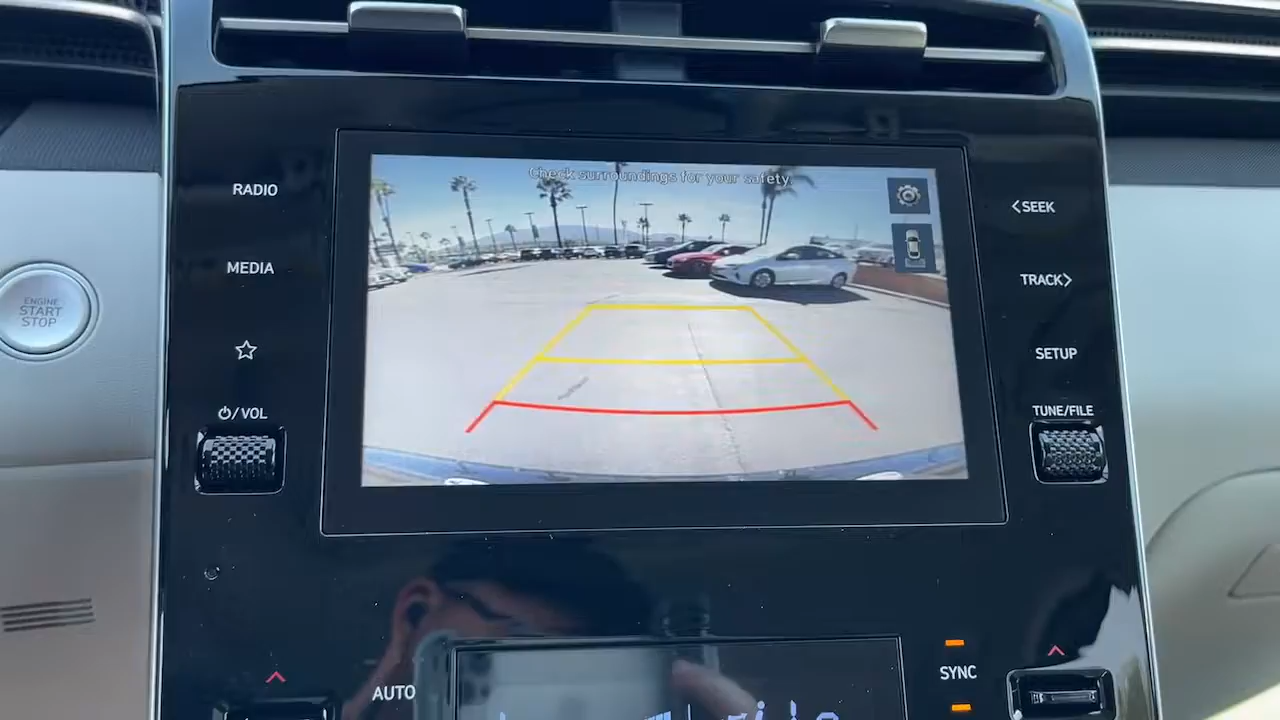 Check surroundings for your safety.
RADIO
MEDIA
⏻/VOL
ENGINE
START
STOP
<SEEK
TRACK>
SETUP
TUNE/FILE
AUTO
SYNC